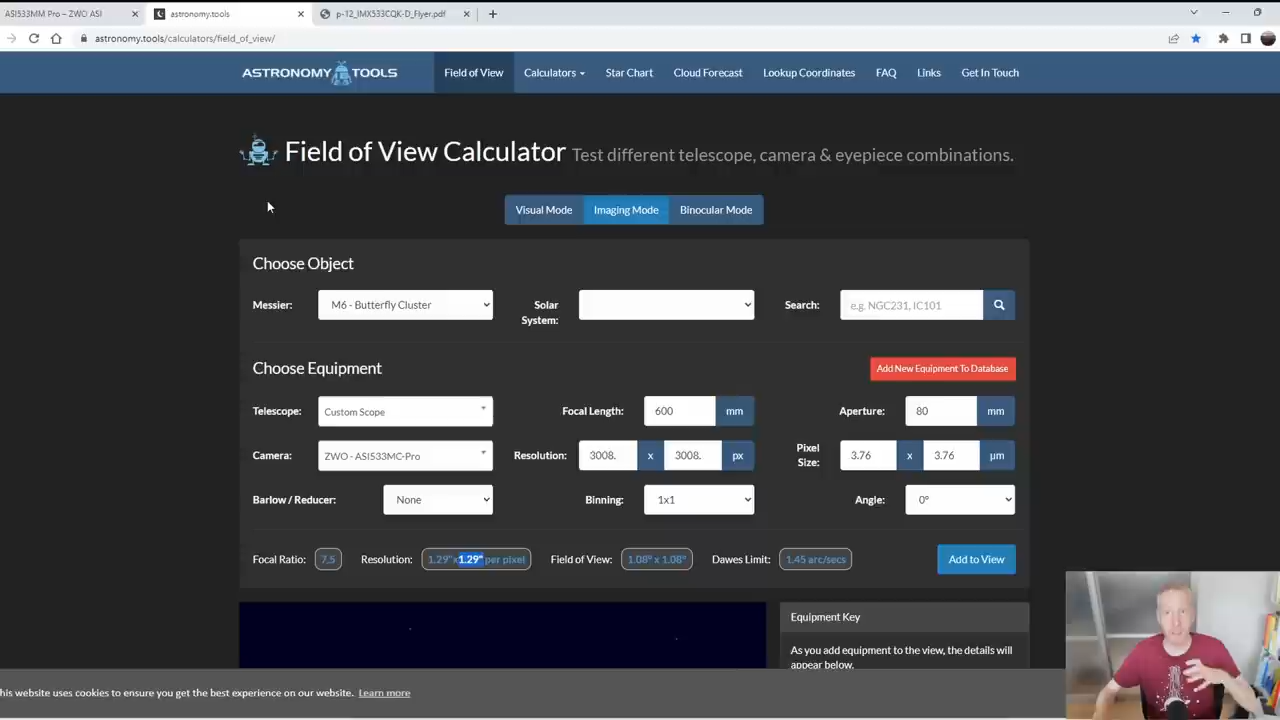 ASI533MM Pro – ZWO ASI
astronomy.tools
p-12_IMX533CQK-D_Flyer.pdf
astronomy.tools/calculators/field_of_view/
ASTRONOMY TOOLS
Field of View
Calculators
Star Chart
Cloud Forecast
Lookup Coordinates
FAQ
Links
Get In Touch
Field of View Calculator Test different telescope, camera & eyepiece combinations.
Visual Mode
Imaging Mode
Binocular Mode
Choose Object
Messier:
M6 - Butterfly Cluster
Solar
System:
Search:
e.g. NGC231, IC101
Choose Equipment
Add New Equipment To Database
Telescope:
Custom Scope
Focal Length:
600
mm
Aperture:
80
mm
Camera:
ZWO - ASI533MC-Pro
Resolution:
3008.
x
3008.
px
Pixel
Size:
3.76
x
3.76
µm
Barlow / Reducer:
None
Binning:
1x1
Angle:
0°
Focal Ratio:
7.5
Resolution:
1.29"x1.29" per pixel
Field of View:
1.08° x 1.08°
Dawes Limit:
1.45 arc/secs
Add to View
Equipment Key
As you add equipment to the view, the details will
appear below.
his website uses cookies to ensure you get the best experience on our website. Learn more